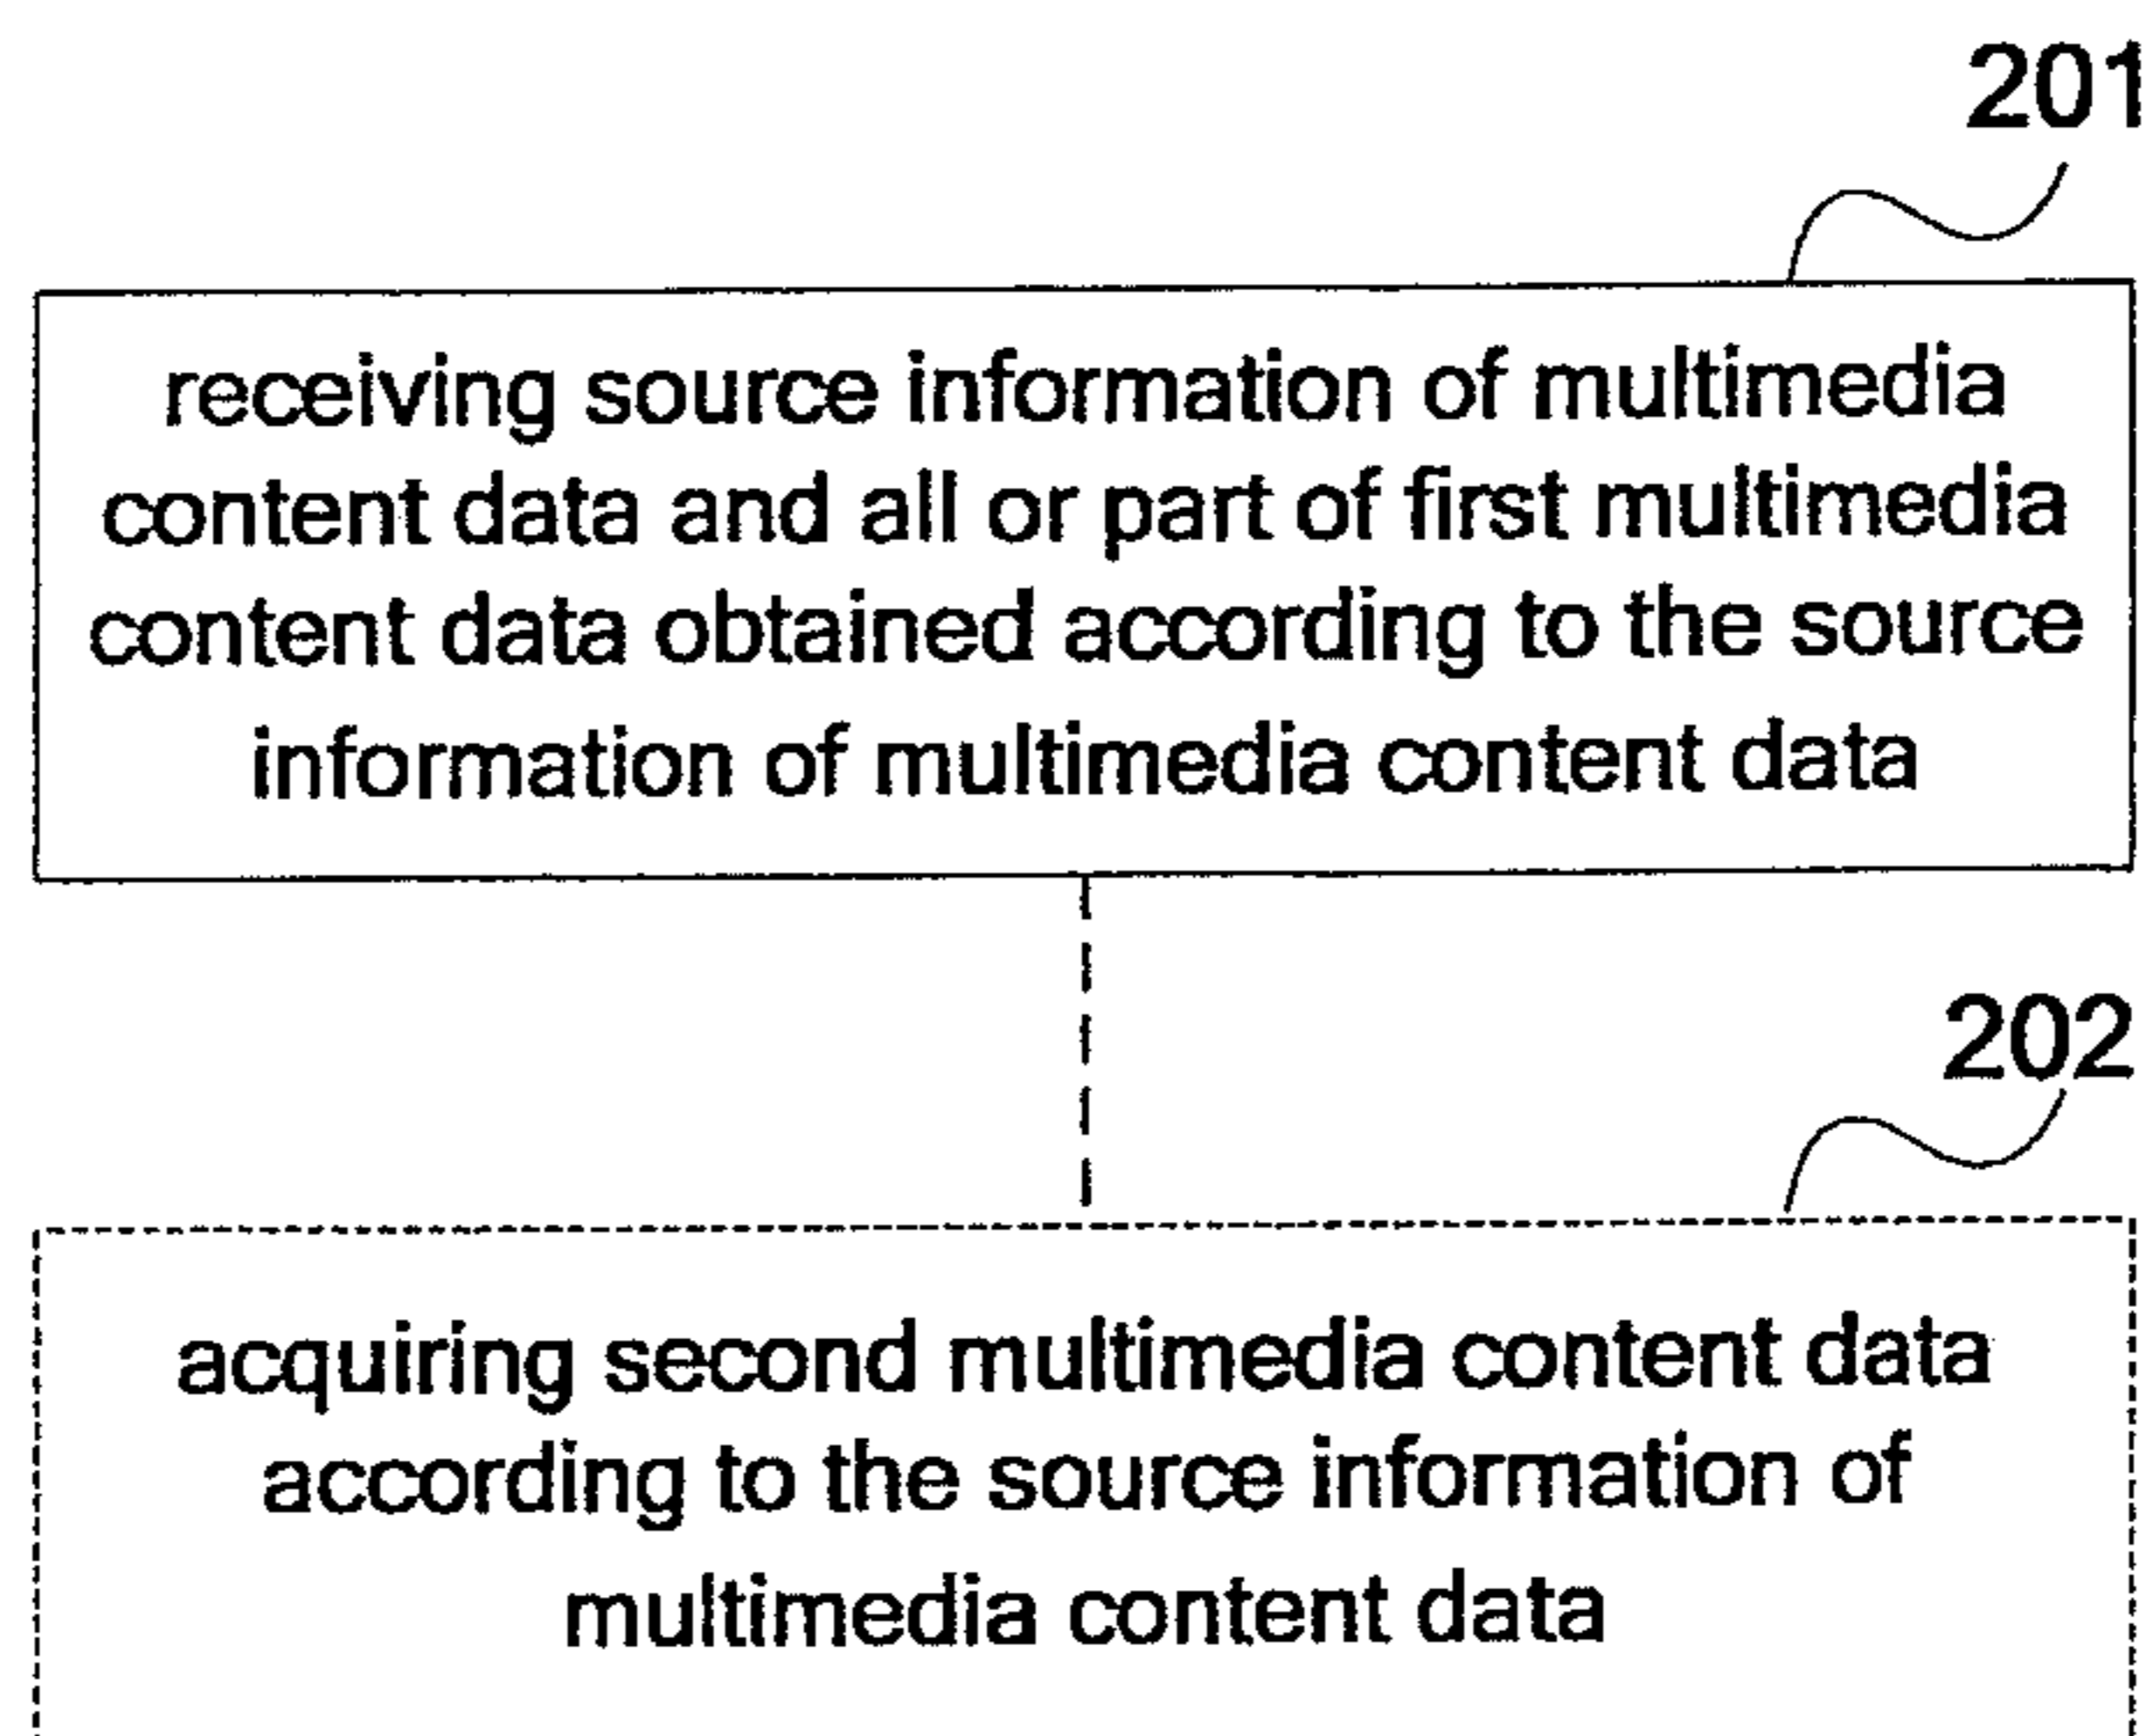 201
receiving source information of multimedia
content data and all or part of first multimedia
content data obtained according to the source
information of multimedia content data
202
acquiring second multimedia content data
according to the source information of
multimedia content data